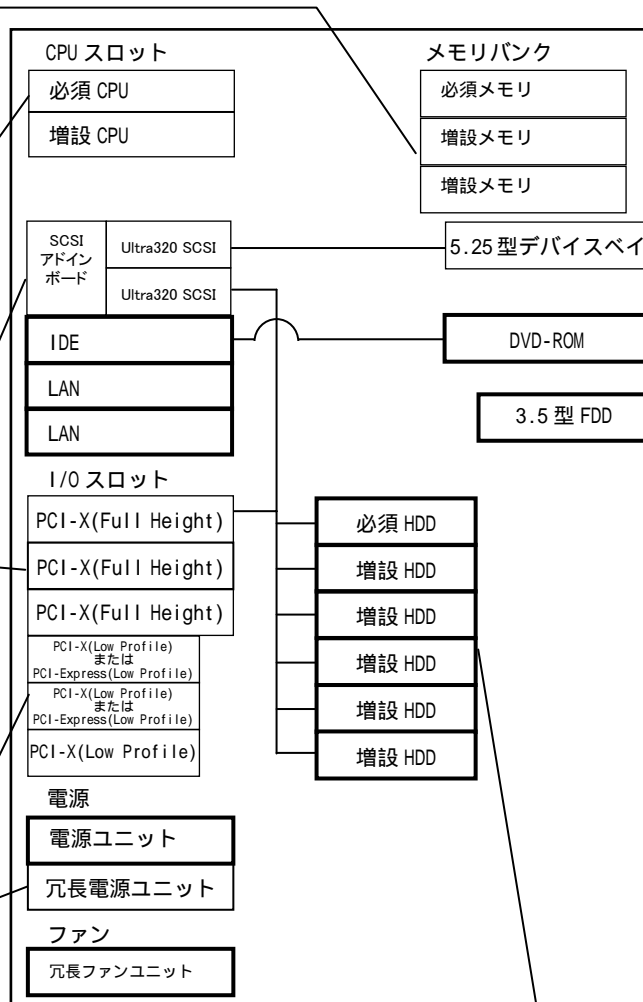 CPU スロット
必須 CPU
増設 CPU
メモリバンク
必須メモリ
増設メモリ
増設メモリ
SCSI
アドイン
ボード
Ultra320 SCSI
Ultra320 SCSI
5.25 型デバイスベイ
IDE
LAN
LAN
DVD-ROM
3.5 型 FDD
I/O スロット
PCI-X(Full Height)
PCI-X(Full Height)
PCI-X(Full Height)
PCI-X(Low Profile)
または
PCI-Express(Low Profile)
PCI-X(Low Profile)
または
PCI-Express(Low Profile)
PCI-X(Low Profile)
必須 HDD
増設 HDD
増設 HDD
増設 HDD
増設 HDD
増設 HDD
電源
電源ユニット
冗長電源ユニット
ファン
冗長ファンユニット